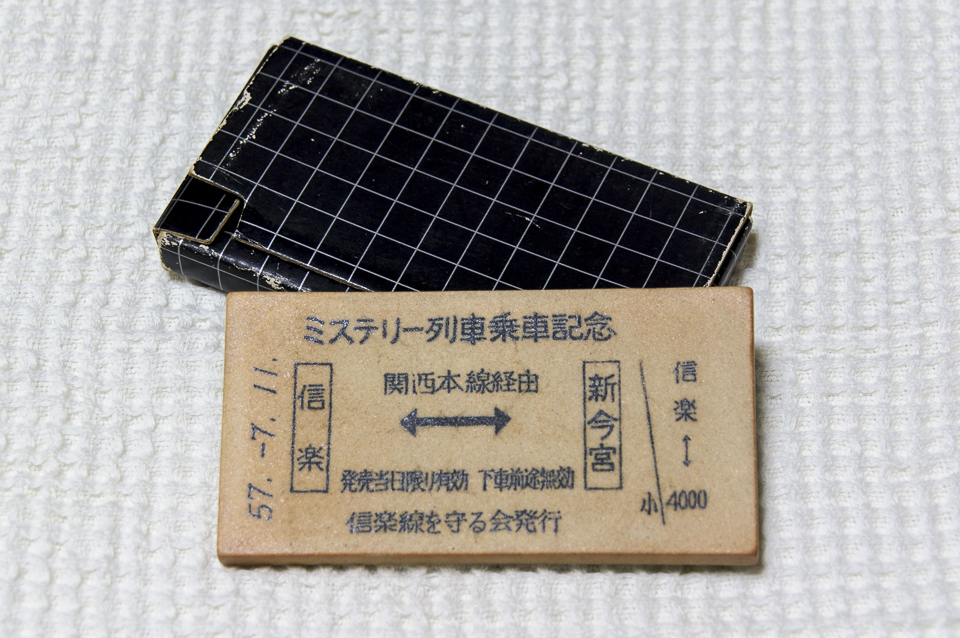 ミステリー列車乗車記念
57.-7.11.
信楽
関西本線経由
新今宮
発売当日限り有効 下車前途無効
信楽線を守る会発行
信楽↔
小 4000